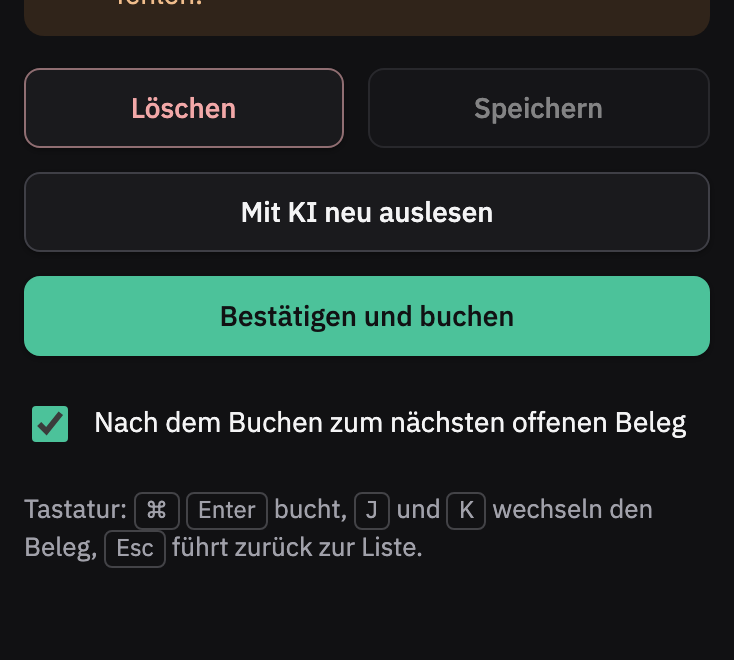 fehlen.
Löschen
Speichern
Mit KI neu auslesen
Bestätigen und buchen
Nach dem Buchen zum nächsten offenen Beleg
Tastatur: ⌘ Enter bucht, J und K wechseln den
Beleg, Esc führt zurück zur Liste.